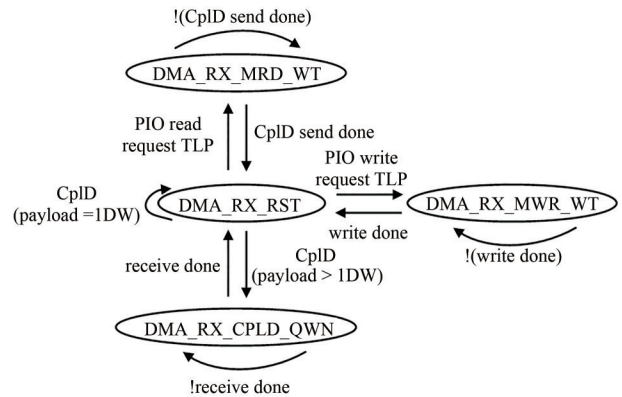 !(CplD send done)
DMA_RX_MRD_WT
PIO read
request TLP
CplD send done
PIO write
request TLP
CplD
(payload =1DW)
DMA_RX_RST
DMA_RX_MWR_WT
write done
receive done
CplD
(payload > 1DW)
!(write done)
DMA_RX_CPLD_QWN
!receive done